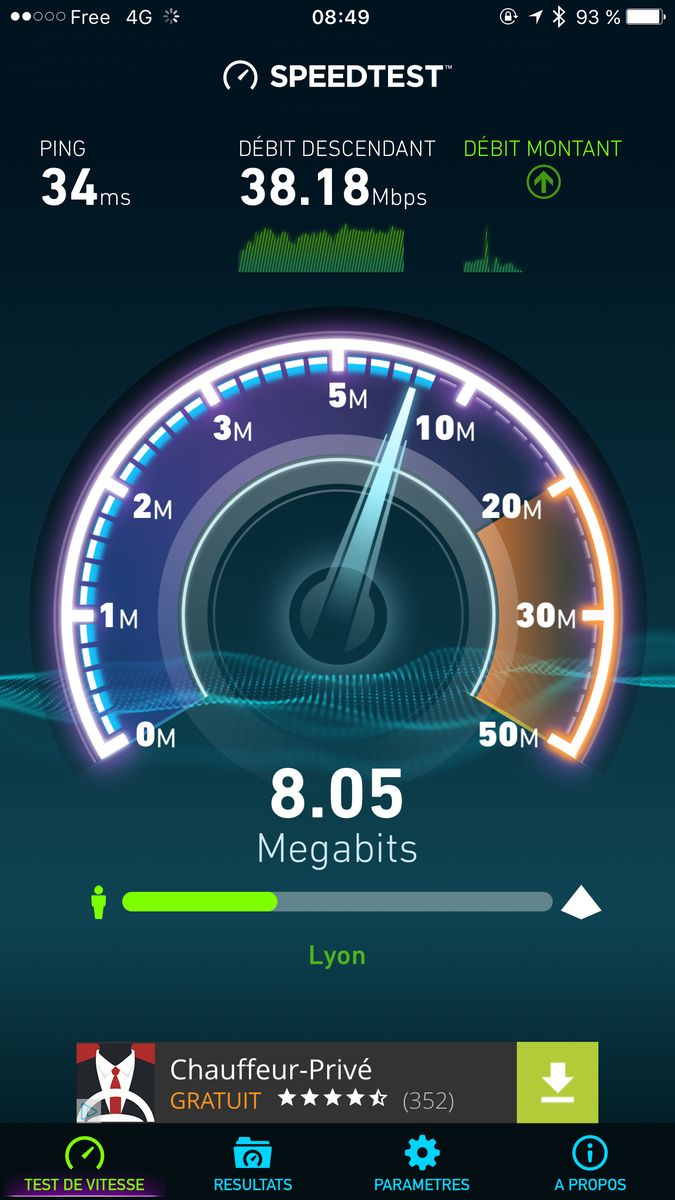 Free 4G 08:49 93 %
SPEEDTEST™
PING DÉBIT DESCENDANT DÉBIT MONTANT
34ms 38.18Mbps
5M
3M 10M
2M 20M
1M 30M
0M 50M
8.05
Megabits
Lyon
Chauffeur-Privé
GRATUIT (352)
TEST DE VITESSE RESULTATS PARAMETRES A PROPOS